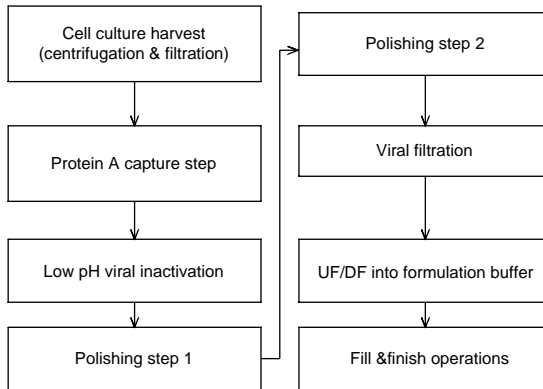 Cell culture harvest
(centrifugation & filtration)
Protein A capture step
Low pH viral inactivation
Polishing step 1
Polishing step 2
Viral filtration
UF/DF into formulation buffer
Fill &finish operations